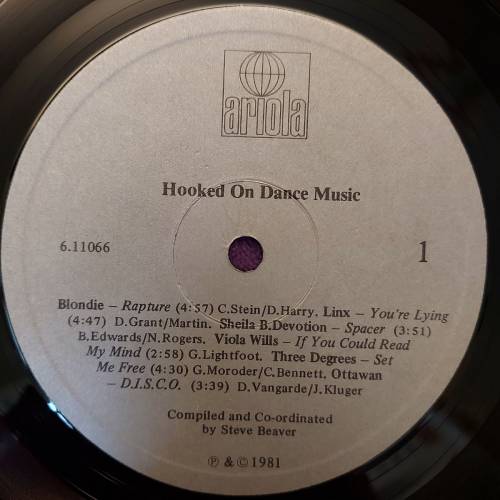 ariola
Hooked On Dance Music
6.11066
1
Blondie – Rapture (4:57) C.Stein/D.Harry. Linx – You're Lying
(4:47) D.Grant/Martin. Sheila B.Devotion – Spacer (3:51)
B.Edwards/N.Rogers. Viola Wills – If You Could Read
My Mind (2:58) G.Lightfoot. Three Degrees – Set
Me Free (4:30) G.Moroder/C.Bennett. Ottawan
– D.I.S.C.O. (3:39) D.Vangarde/J.Kluger
Compiled and Co-ordinated
by Steve Beaver
℗ & © 1981